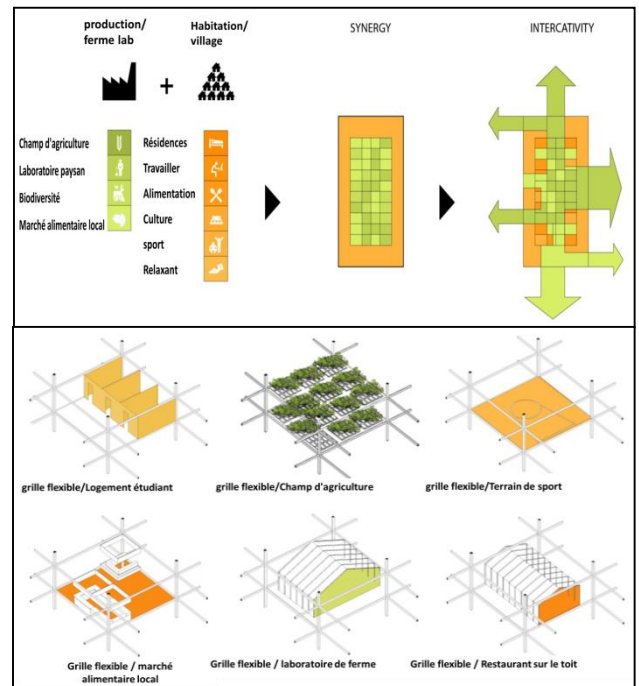 production/
ferme lab
Habitation/
village
SYNERGY
INTERCATIVITY
+
Champ d'agriculture
Laboratoire paysan
Biodiversité
Marché alimentaire local
Résidences
Travailler
Alimentation
Culture
sport
Relaxant
grille flexible/Logement étudiant
grille flexible/Champ d'agriculture
grille flexible/Terrain de sport
Grille flexible / marché
alimentaire local
Grille flexible / laboratoire de ferme
Grille flexible / Restaurant sur le toit